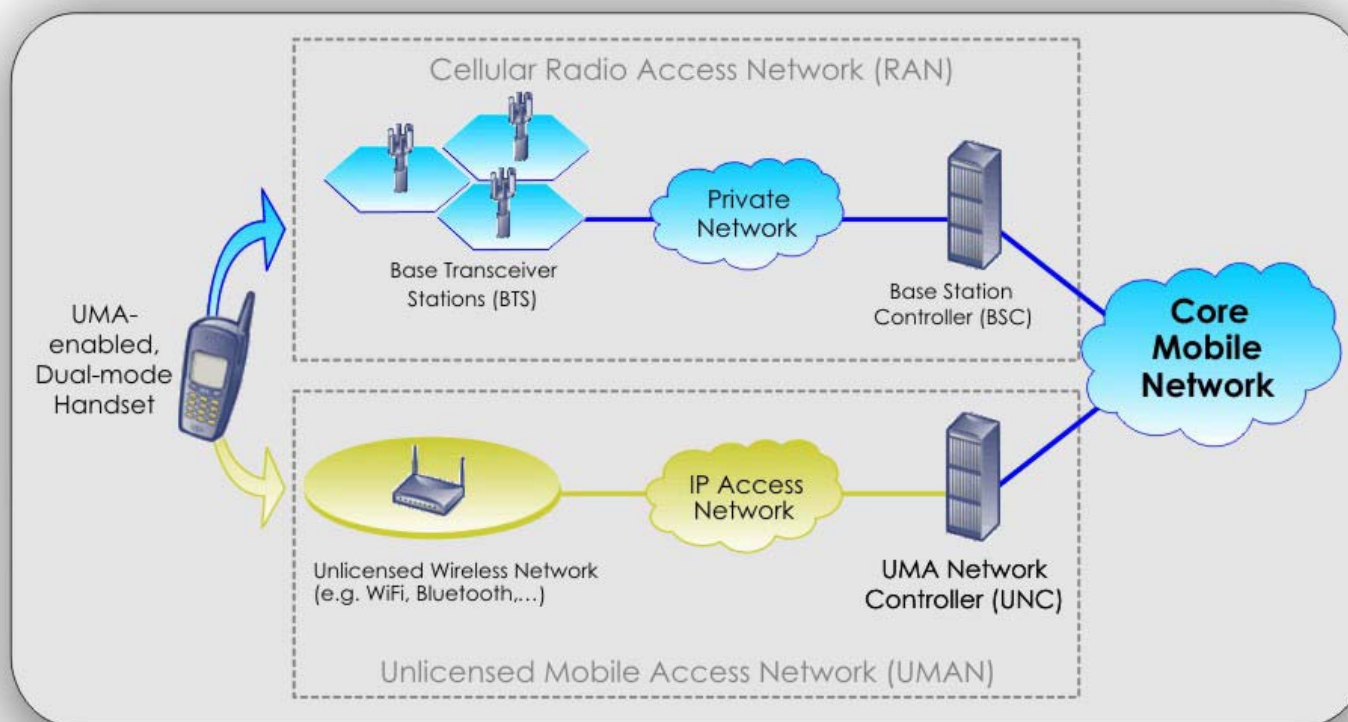 Cellular Radio Access Network (RAN)
Private
Network
Base Transceiver
Stations (BTS)
Base Station
Controller (BSC)
UMA-
enabled,
Dual-mode
Handset
Core
Mobile
Network
IP Access
Network
Unlicensed Wireless Network
(e.g. WiFi, Bluetooth,...)
UMA Network
Controller (UNC)
Unlicensed Mobile Access Network (UMAN)